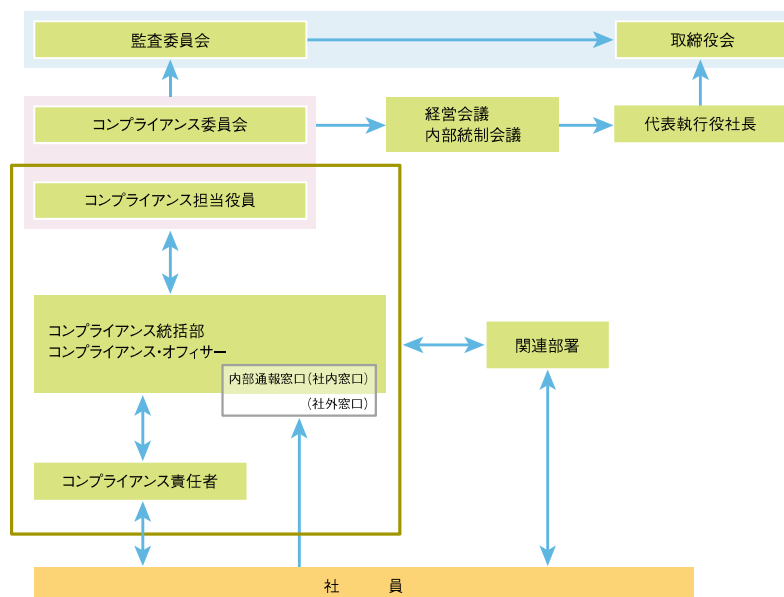 監査委員会
取締役会
コンプライアンス委員会
経営会議
内部統制会議
代表執行役社長
コンプライアンス担当役員
コンプライアンス統括部
コンプライアンス・オフィサー
関連部署
内部通報窓口(社内窓口)
(社外窓口)
コンプライアンス責任者
社　員